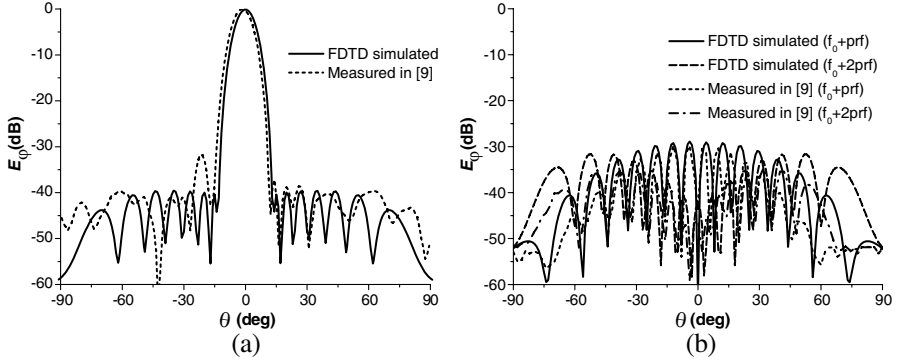 0
-10
-20
-30
-40
-50
-60
E_φ(dB)
FDTD simulated
Measured in [9]
-90 -60 -30 0 30 60 90
θ (deg)
(a)
0
-10
-20
-30
-40
-50
-60
E_φ(dB)
FDTD simulated (f_0+prf)
FDTD simulated (f_0+2prf)
Measured in [9] (f_0+prf)
Measured in [9] (f_0+2prf)
-90 -60 -30 0 30 60 90
θ (deg)
(b)